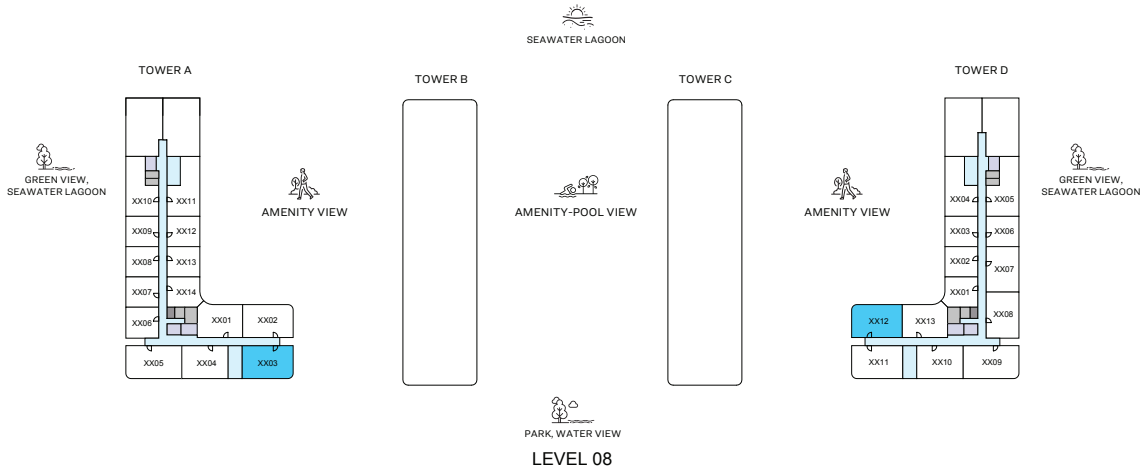 SEAWATER LAGOON
TOWER A
TOWER B
TOWER C
TOWER D
GREEN VIEW,
SEAWATER LAGOON
AMENITY VIEW
AMENITY-POOL VIEW
AMENITY VIEW
GREEN VIEW,
SEAWATER LAGOON
XX10 XX11
XX09 XX12
XX08 XX13
XX07 XX14
XX06 XX01 XX02
XX05 XX04 XX03
XX04 XX05
XX03 XX06
XX02 XX07
XX01
XX08
XX12 XX13
XX11 XX10 XX09
PARK, WATER VIEW
LEVEL 08